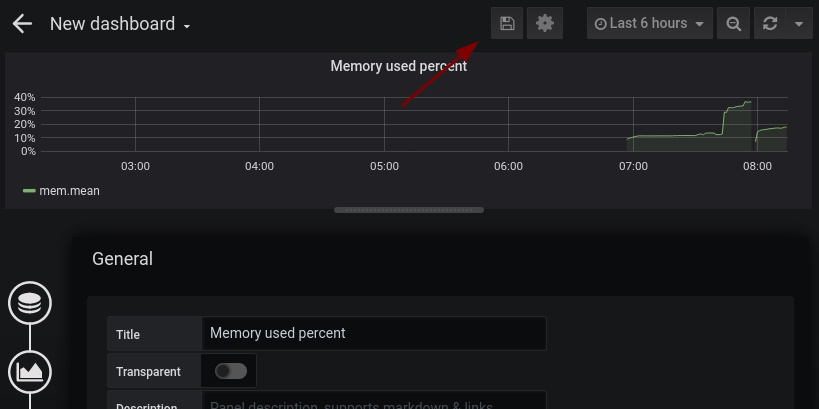 New dashboard
Last 6 hours
Memory used percent
40%
30%
20%
10%
0%
03:00 04:00 05:00 06:00 07:00 08:00
mem.mean
General
Title Memory used percent
Transparent
Description Panel description, supports markdown & links